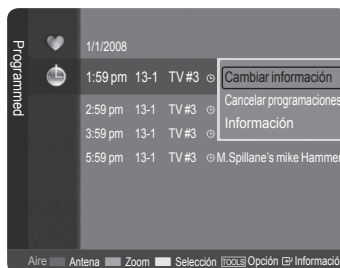 Programmed
1/1/2008
1:59 pm 13-1 TV #3
Cambiar información
Cancelar programaciones
Información
2:59 pm 13-1 TV #3
3:59 pm 13-1 TV #3
5:59 pm 13-1 TV #3 M.Spillane's mike Hammer
Aire Antena Zoom Selección TOOLS Opción Informació